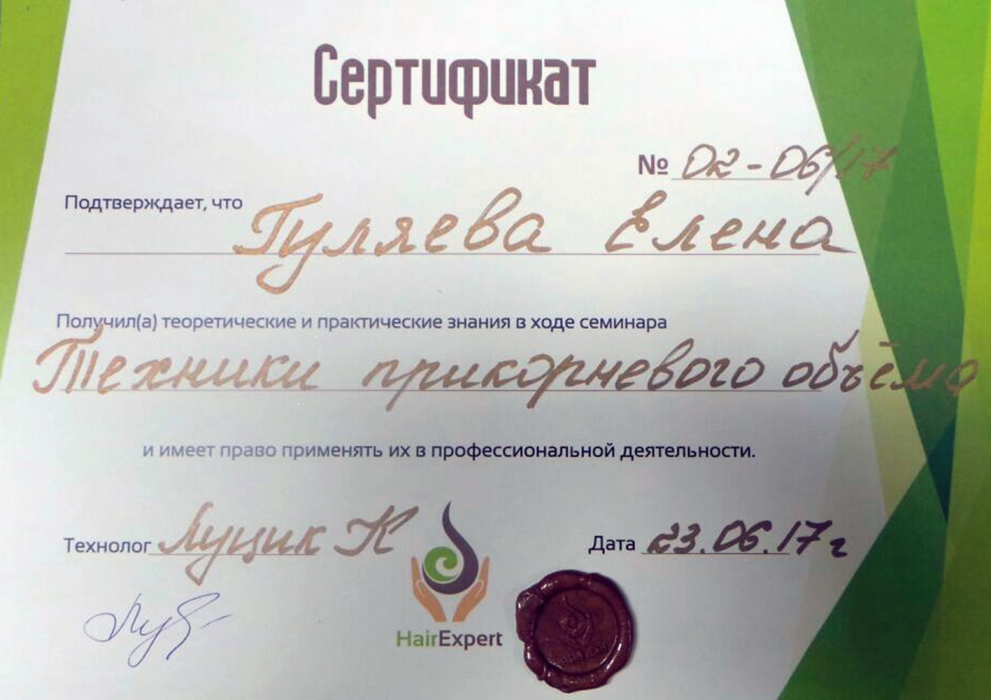 Сертификат
№ 02-06/17
Подтверждает, что
Гуляева Елена
Получил(а) теоретические и практические знания в ходе семинара
Техники прикорневого объёма
и имеет право применять их в профессиональной деятельности.
Технолог Луцик К
Дата 23.06.17г
HairExpert